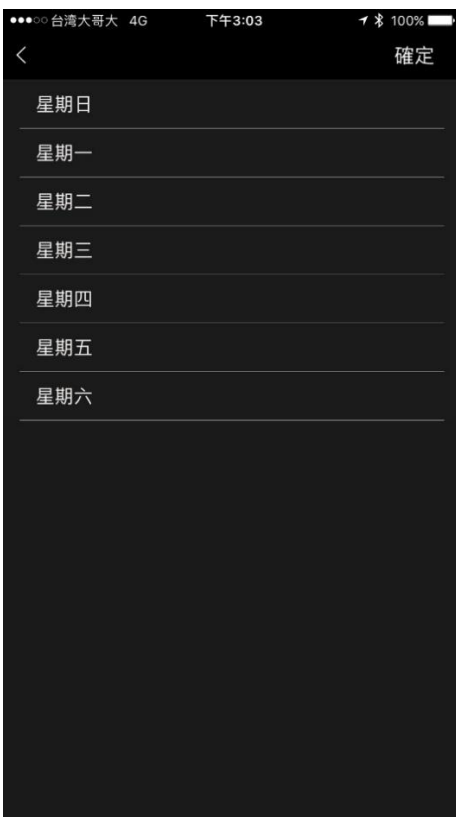 台灣大哥大 4G 下午3:03 100%
確定
星期日
星期一
星期二
星期三
星期四
星期五
星期六